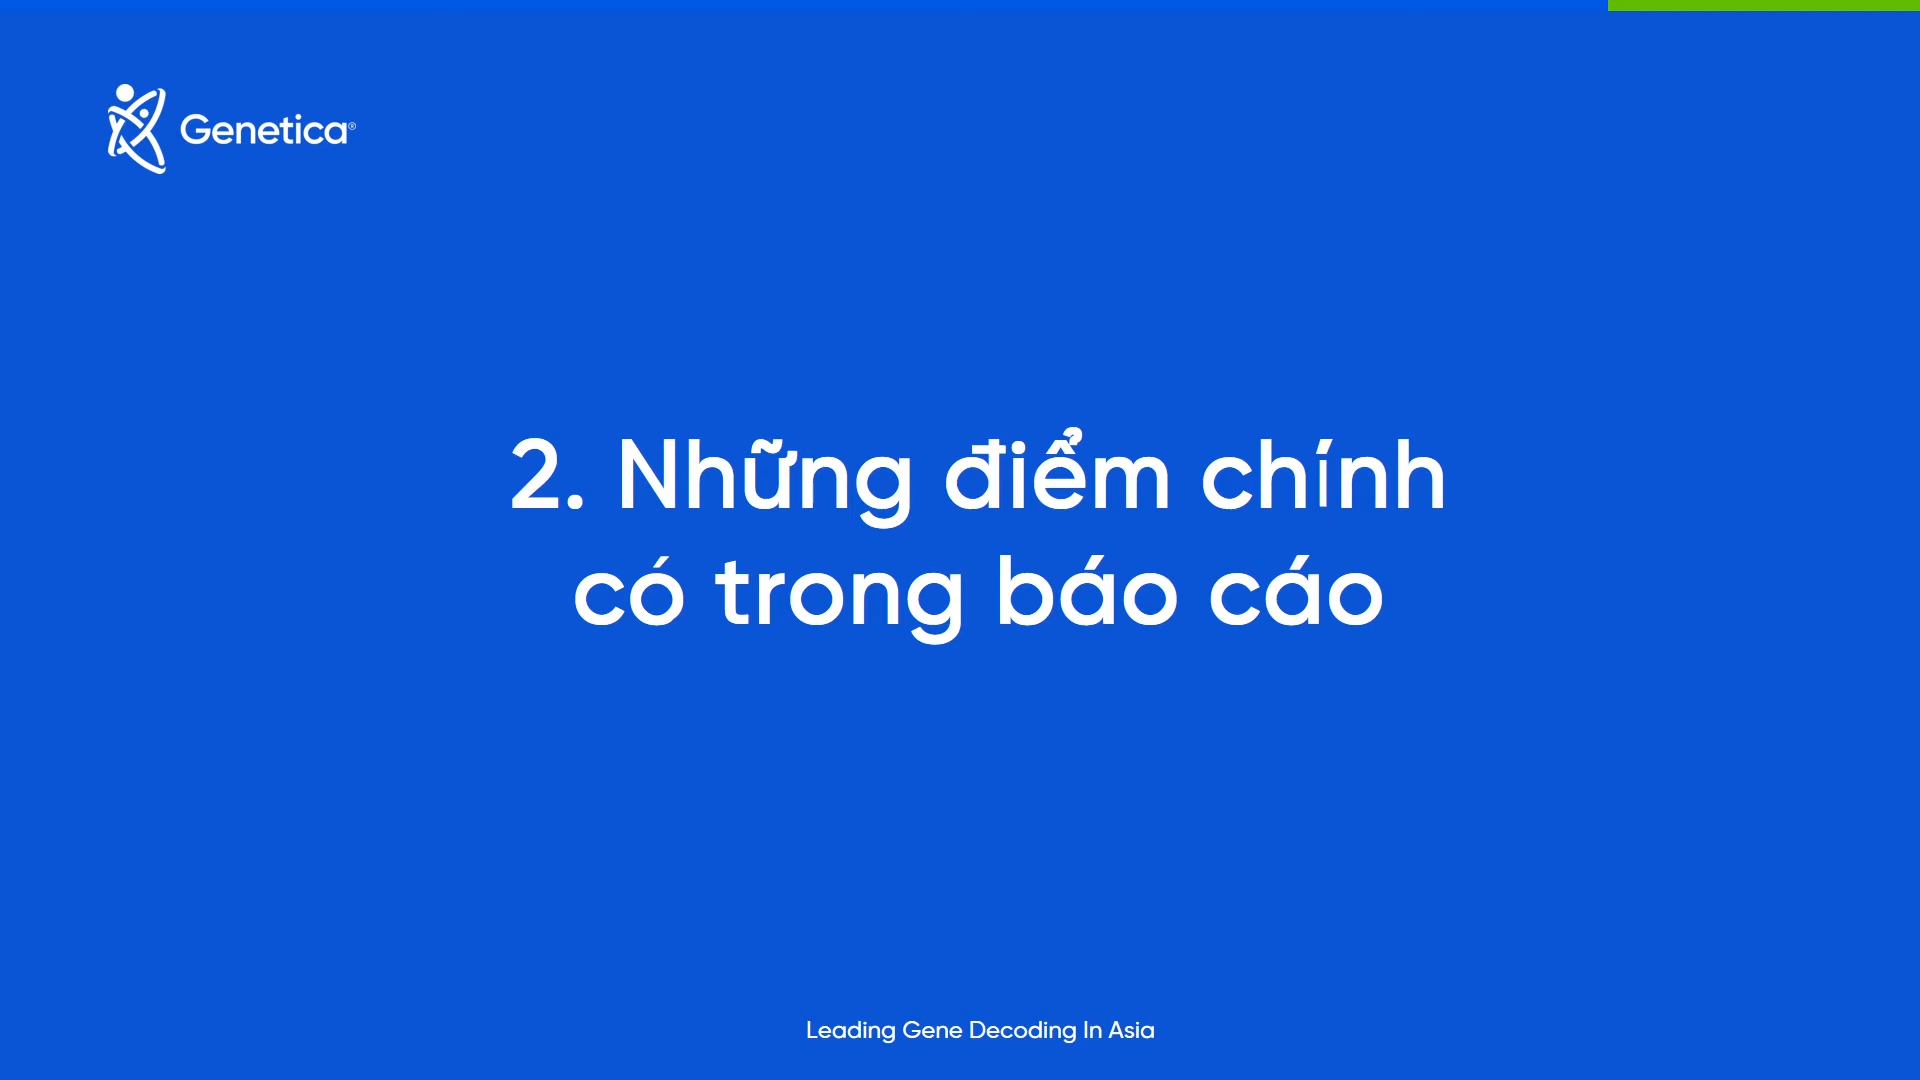 Genetica®
2. Những điểm chính
có trong báo cáo
Leading Gene Decoding In Asia